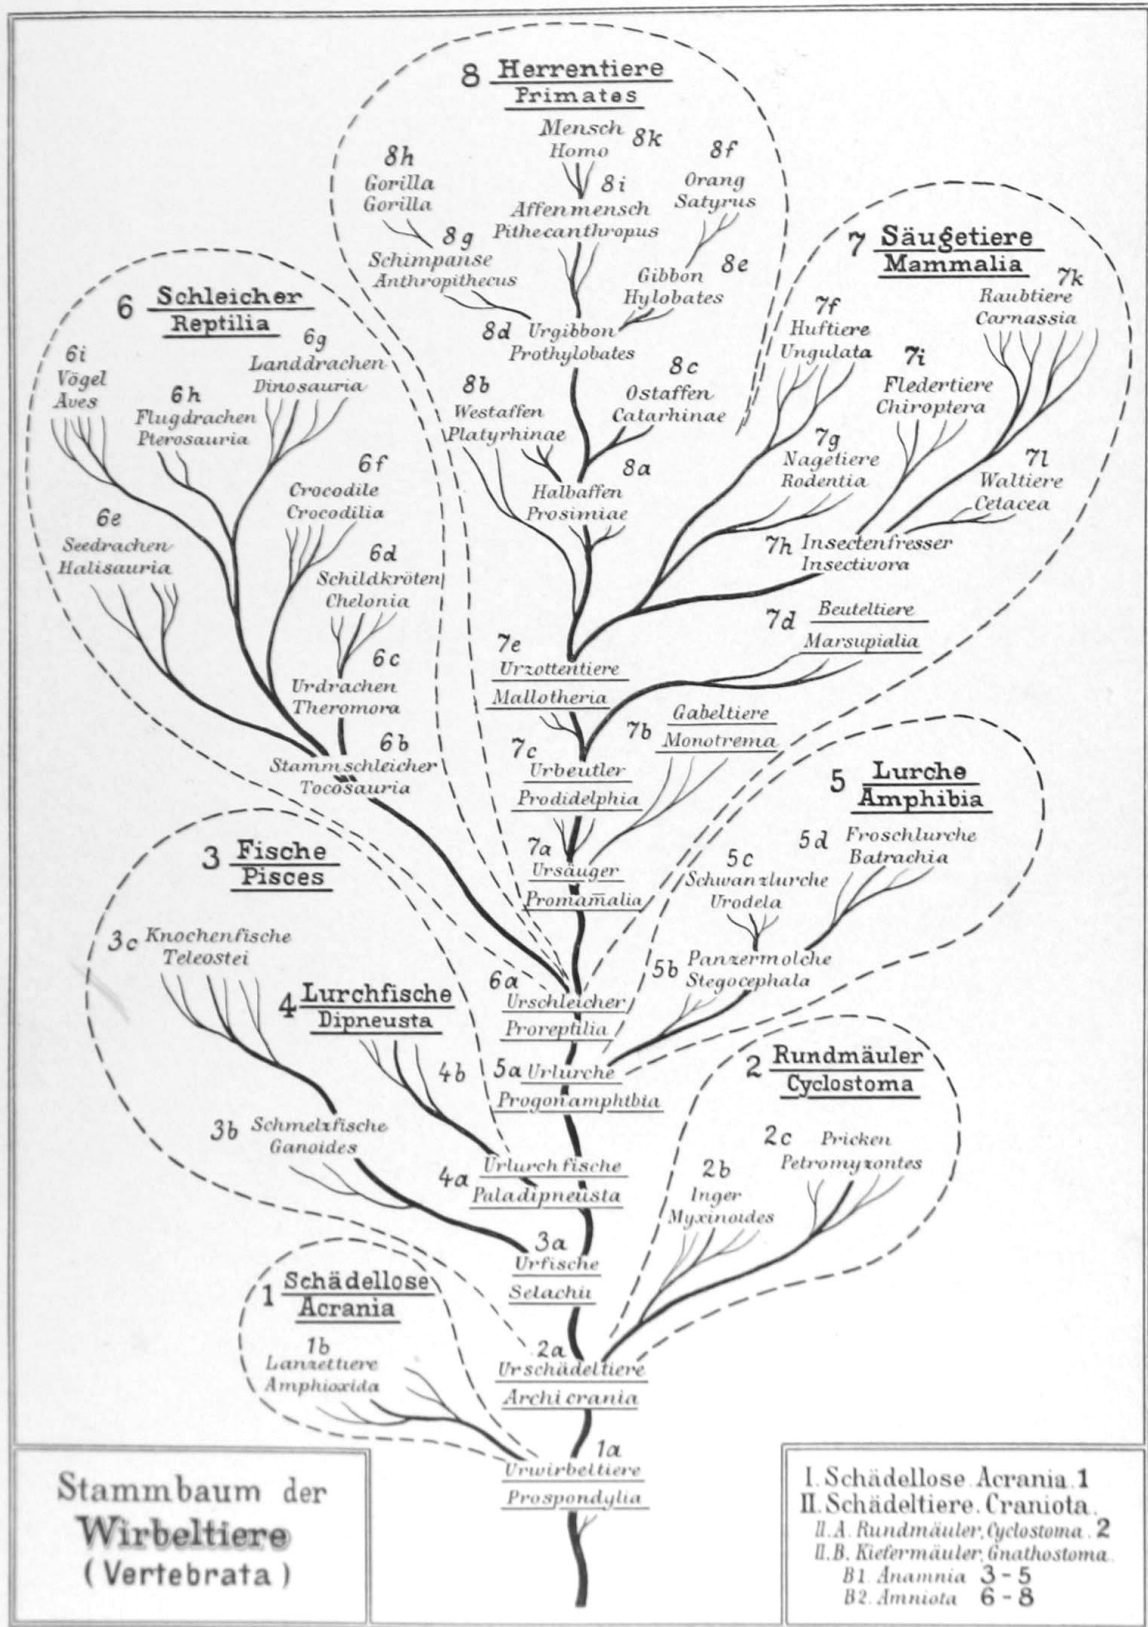 8 Herrentiere
Primates
Mensch
Homo 8k
8h
Gorilla
Gorilla
8i
Affenmensch
Pithecanthropus
8f
Orang
Satyrus
8g
Schimpanse
Anthropithecus
Gibbon 8e
Hylobates
8d Urgibbon
Prothylobates
8b
Westaffen
Platyrhinae
8c
Ostaffen
Catarhinae
8a
Halbaffen
Prosimiae
7 Säugetiere
Mammalia
7k
Raubtiere
Carnassia
7f
Huftiere
Ungulata
7i
Fledertiere
Chiroptera
7g
Nagetiere
Rodentia
7l
Waltiere
Cetacea
7h Insectenfresser
Insectivora
7d Beuteltiere
Marsupialia
7e
Urzottentiere
Mallotheria
7b Gabeltiere
Monotrema
7c
Urbeutler
Prodidelphia
7a
Ursäuger
Promam̅alia
6 Schleicher
Reptilia
6i
Vögel
Aves
6h
Flugdrachen
Pterosauria
6g
Landdrachen
Dinosauria
6f
Crocodile
Crocodilia
6e
Seedrachen
Halisauria
6d
Schildkröten
Chelonia
6c
Urdrachen
Theromora
6b
Stammschleicher
Tocosauria
6a
Urschleicher
Proreptilia
5 Lurche
Amphibia
5d Froschlurche
Batrachia
5c
Schwanzlurche
Urodela
5b Panzermolche
Stegocephala
5a Urlurche
Progonamphibia
3 Fische
Pisces
3c Knochenfische
Teleostei
4 Lurchfische
Dipneusta
4b
3b Schmelzfische
Ganoides
4a Urlurchfische
Paladipneusta
3a
Urfische
Selachii
2 Rundmäuler
Cyclostoma
2c Pricken
Petromyzontes
2b
Inger
Myxinoides
2a
Urschädeltiere
Archicrania
1 Schädellose
Acrania
1b
Lanzettiere
Amphioxida
1a
Urwirbeltiere
Prospondylia
Stammbaum der
Wirbeltiere
(Vertebrata)
I. Schädellose. Acrania. 1
II. Schädeltiere. Craniota.
II. A. Rundmäuler, Cyclostoma. 2
II. B. Kiefermäuler, Gnathostoma.
B1. Anamnia 3-5
B2. Amniota 6-8